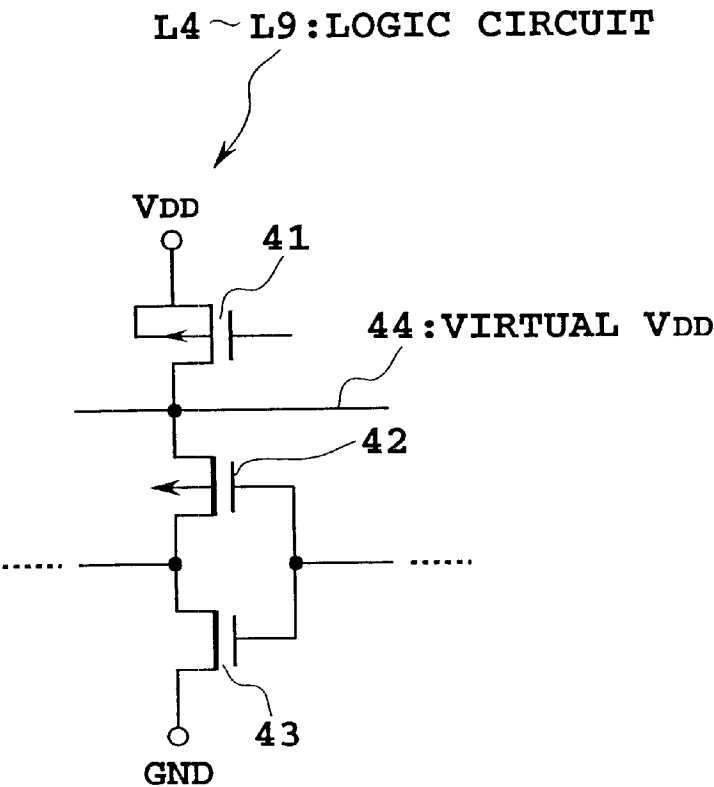 L4~L9:LOGIC CIRCUIT
VDD
41
44:VIRTUAL VDD
42
43
GND